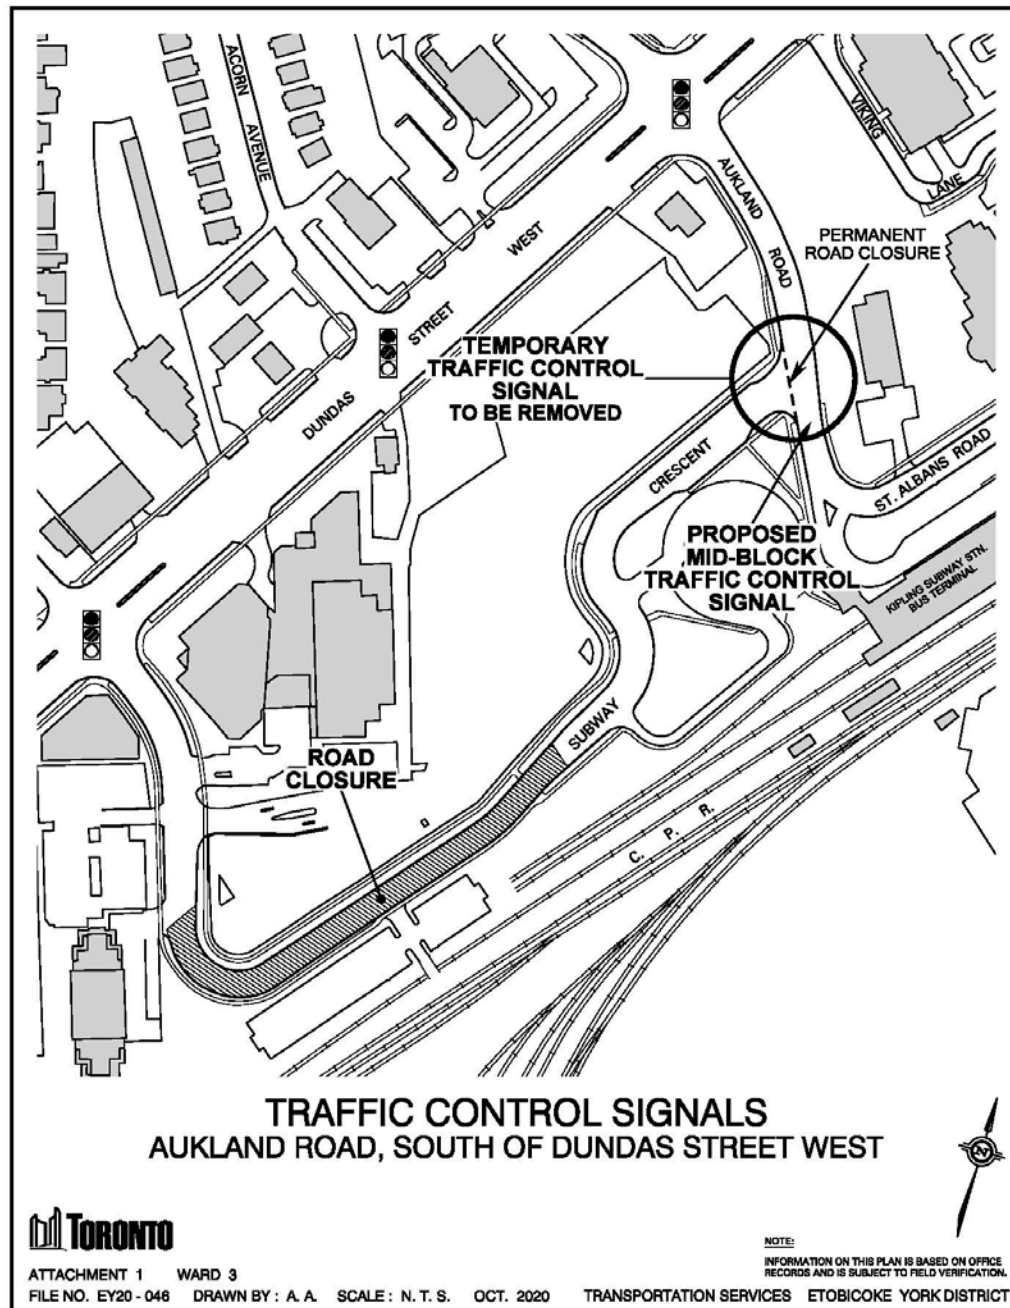 ACORN
AVENUE
VIKING
LANE
AUKLAND
ROAD
PERMANENT
ROAD CLOSURE
WEST
STREET
DUNDAS
TEMPORARY
TRAFFIC CONTROL
SIGNAL
TO BE REMOVED
CRESCENT
ST. ALBANS ROAD
PROPOSED
MID-BLOCK
TRAFFIC CONTROL
SIGNAL
KIPLING SUBWAY STN.
BUS TERMINAL
SUBWAY
ROAD
CLOSURE
C. P. R.
TRAFFIC CONTROL SIGNALS
AUKLAND ROAD, SOUTH OF DUNDAS STREET WEST
N
TORONTO
NOTE:
INFORMATION ON THIS PLAN IS BASED ON OFFICE
RECORDS AND IS SUBJECT TO FIELD VERIFICATION.
ATTACHMENT 1 WARD 3
FILE NO. EY20 - 046 DRAWN BY : A. A. SCALE : N. T. S. OCT. 2020 TRANSPORTATION SERVICES ETOBICOKE YORK DISTRICT